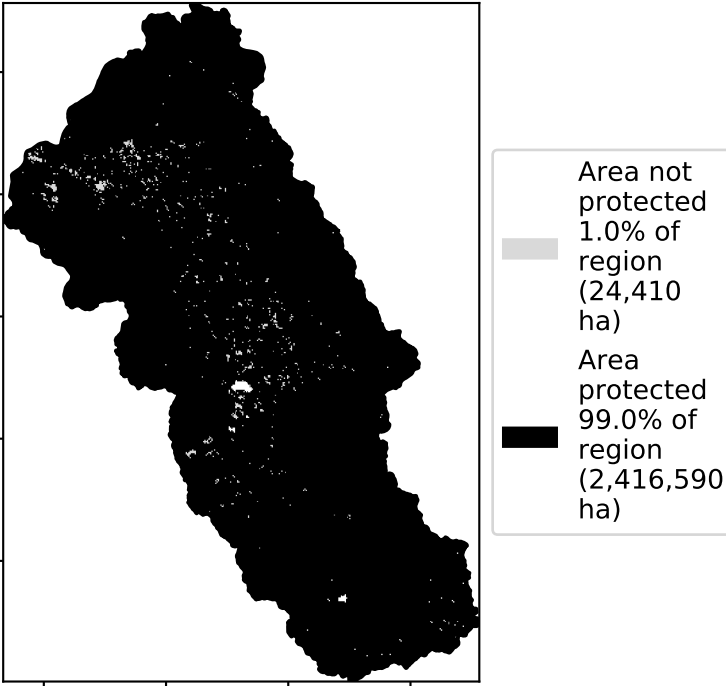 Area not
protected
1.0% of
region
(24,410
ha)
Area
protected
99.0% of
region
(2,416,590
ha)